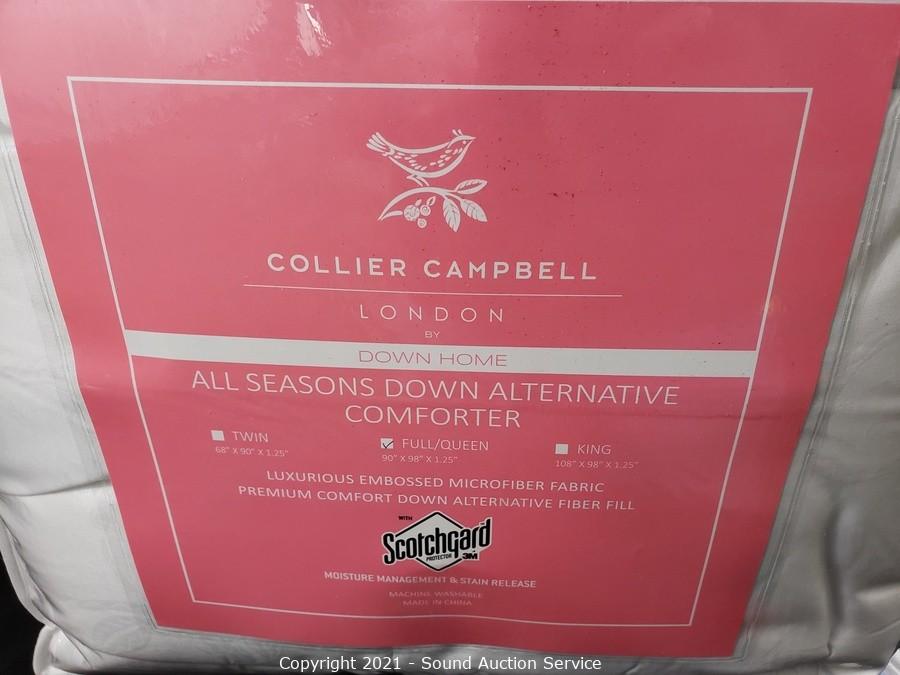 COLLIER CAMPBELL
LONDON
BY
DOWN HOME
ALL SEASONS DOWN ALTERNATIVE
COMFORTER
TWIN
68" X 90" X 1.25"
FULL/QUEEN
90" X 98" X 1.25"
KING
108" X 98" X 1.25"
LUXURIOUS EMBOSSED MICROFIBER FABRIC
PREMIUM COMFORT DOWN ALTERNATIVE FIBER FILL
WITH
Scotchgard
PROTECTOR 3M
MOISTURE MANAGEMENT & STAIN RELEASE
MACHINE WASHABLE
MADE IN CHINA
Copyright 2021 - Sound Auction Service